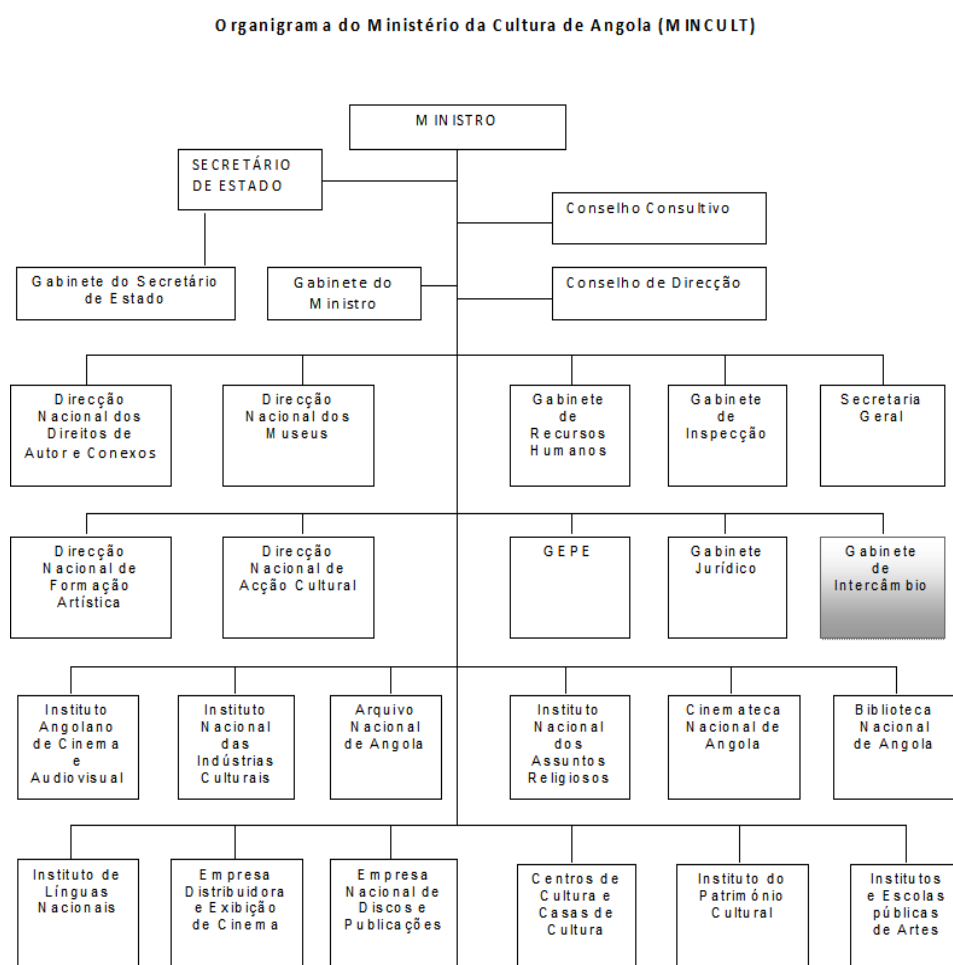 Organigrama do Ministério da Cultura de Angola (MINCULT)
MINISTRO
SECRETÁRIO
DE ESTADO
Conselho Consultivo
Gabinete do Secretário
de Estado
Gabinete do
Ministro
Conselho de Direcção
Direcção
Nacional dos
Direitos de
Autor e Conexos
Direcção
Nacional dos
Museus
Gabinete
de
Recursos
Humanos
Gabinete
de
Inspecção
Secretaria
Geral
Direcção
Nacional de
Formação
Artística
Direcção
Nacional de
Acção Cultural
GEPE
Gabinete
Jurídico
Gabinete
de
Intercâmbio
Instituto
Angolano
de Cinema
e
Audiovisual
Instituto
Nacional
das
Indústrias
Culturais
Arquivo
Nacional
de Angola
Instituto
Nacional
dos
Assuntos
Religiosos
Cinemateca
Nacional de
Angola
Biblioteca
Nacional
de Angola
Instituto de
Línguas
Nacionais
Empresa
Distribuidora
e Exibição
de Cinema
Empresa
Nacional de
Discos e
Publicações
Centros de
Cultura e
Casas de
Cultura
Instituto do
Património
Cultural
Institutos
e Escolas
públicas
de Artes